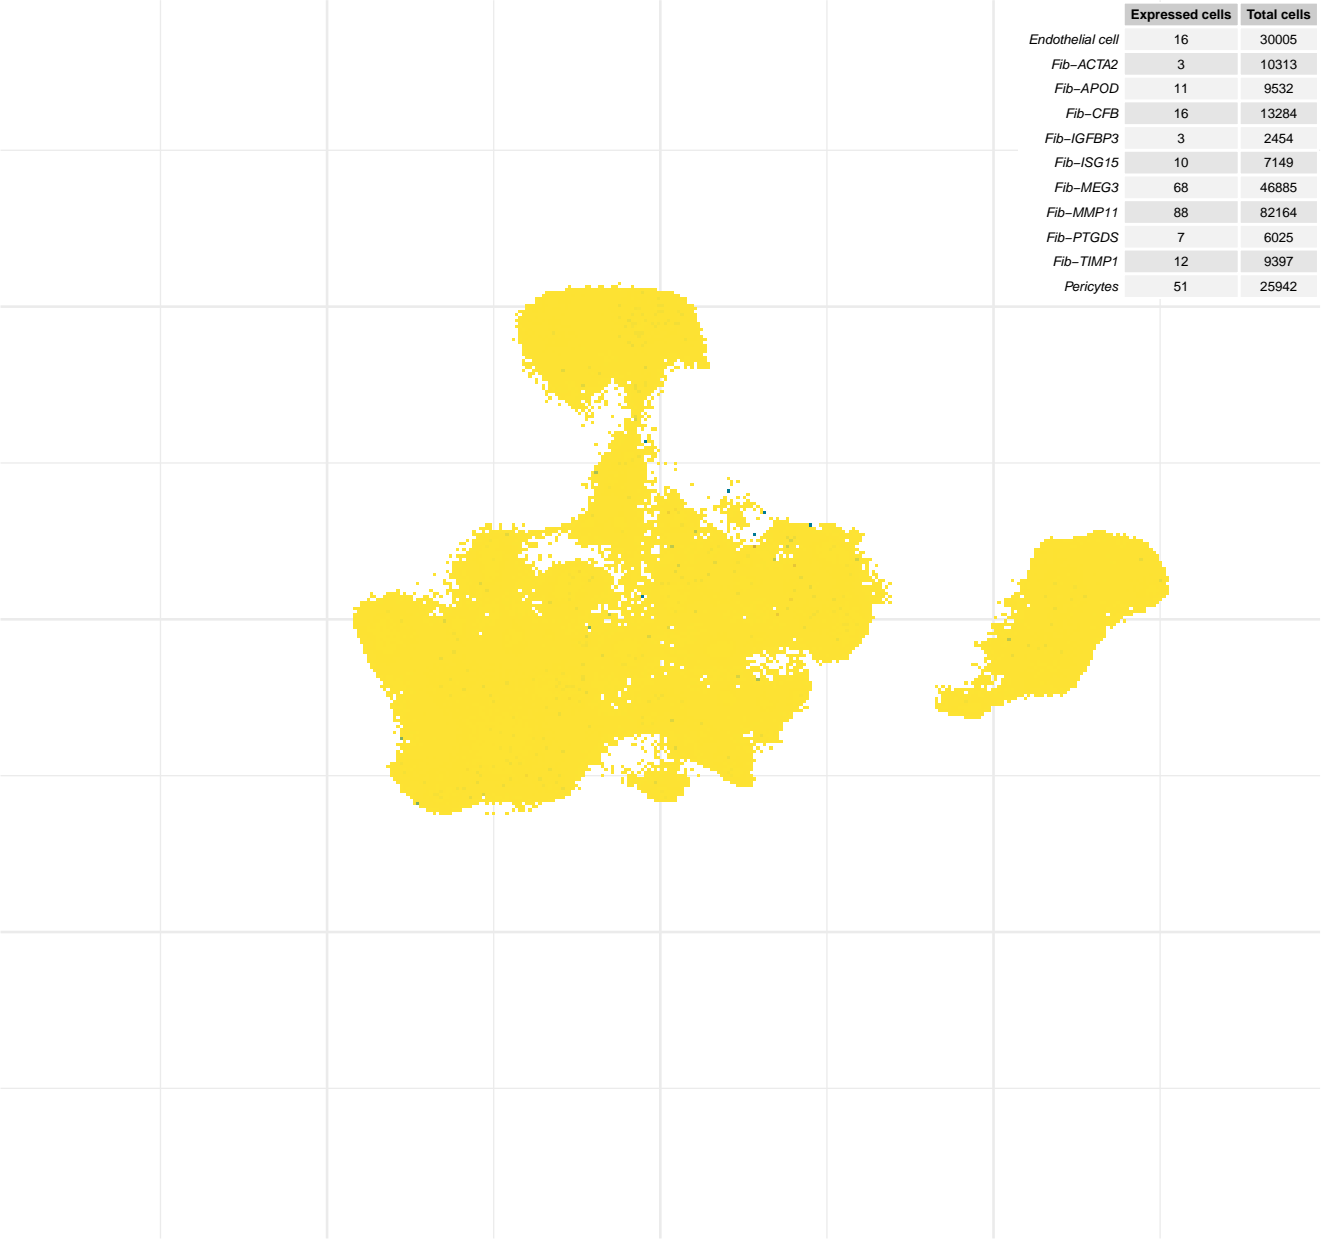 Expressed cells Total cells
Endothelial cell 16 30005
Fib−ACTA2 3 10313
Fib−APOD 11 9532
Fib−CFB 16 13284
Fib−IGFBP3 3 2454
Fib−ISG15 10 7149
Fib−MEG3 68 46885
Fib−MMP11 88 82164
Fib−PTGDS 7 6025
Fib−TIMP1 12 9397
Pericytes 51 25942